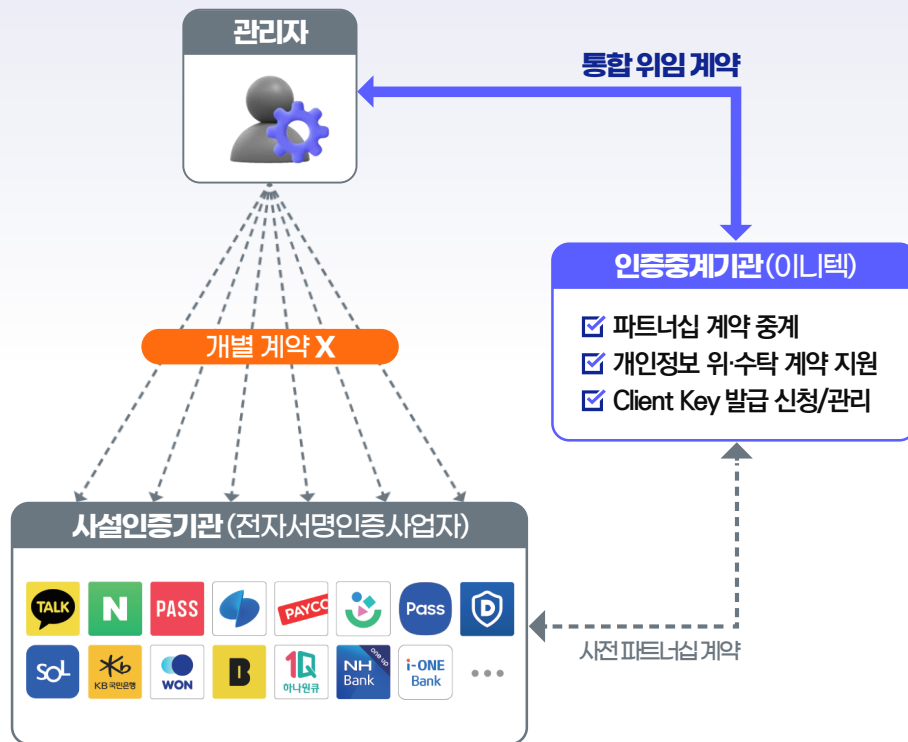 관리자
통합 위임 계약
인증중계기관(이니텍)
파트너십 계약 중계
개인정보 위·수탁 계약 지원
Client Key 발급 신청/관리
개별 계약 X
사설인증기관(전자서명인증사업자)
TALK
N
PASS
PAYCO
Pass
D
SOL
Kb
KB국민은행
WON
B
1Q
하나원큐
NH
Bank
one up
i-ONE
Bank
사전 파트너십 계약